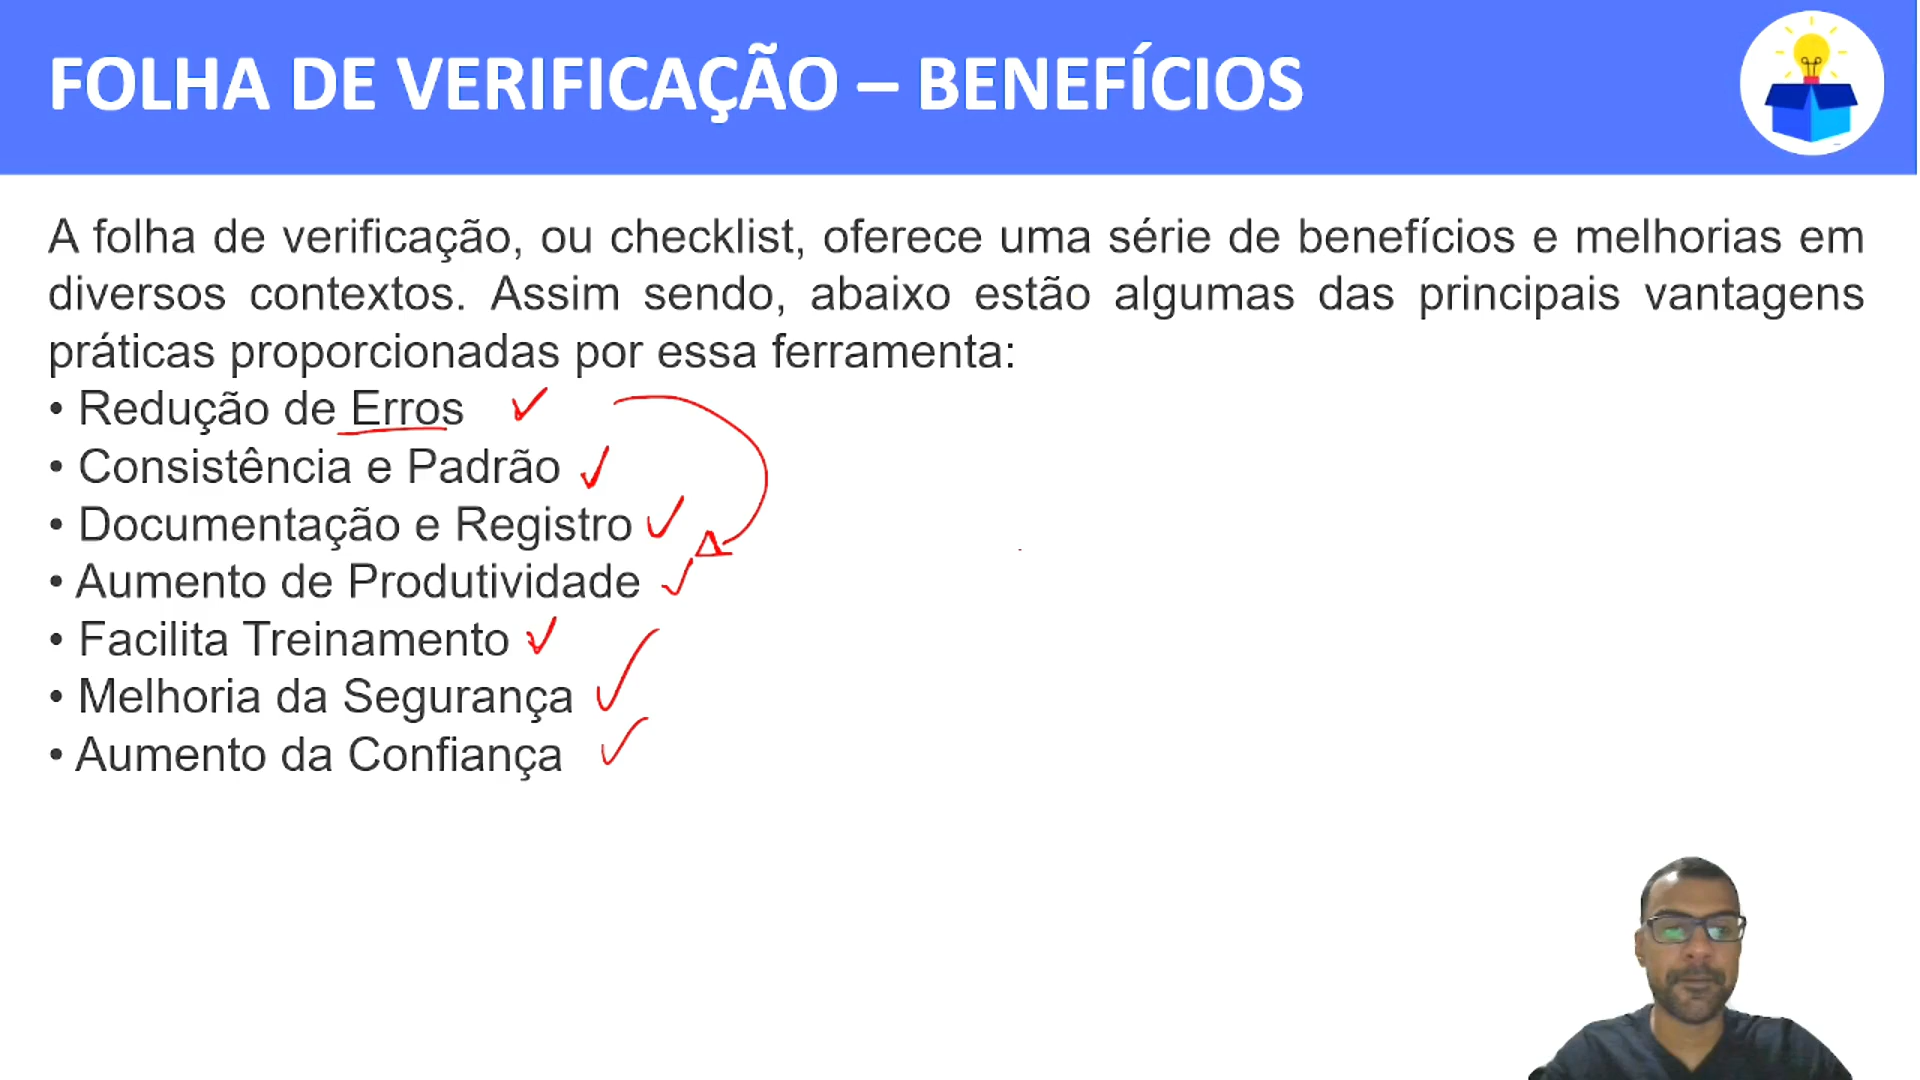 FOLHA DE VERIFICAÇÃO – BENEFÍCIOS
A folha de verificação, ou checklist, oferece uma série de benefícios e melhorias em
diversos contextos. Assim sendo, abaixo estão algumas das principais vantagens
práticas proporcionadas por essa ferramenta:
• Redução de Erros
• Consistência e Padrão
• Documentação e Registro
• Aumento de Produtividade
• Facilita Treinamento
• Melhoria da Segurança
• Aumento da Confiança